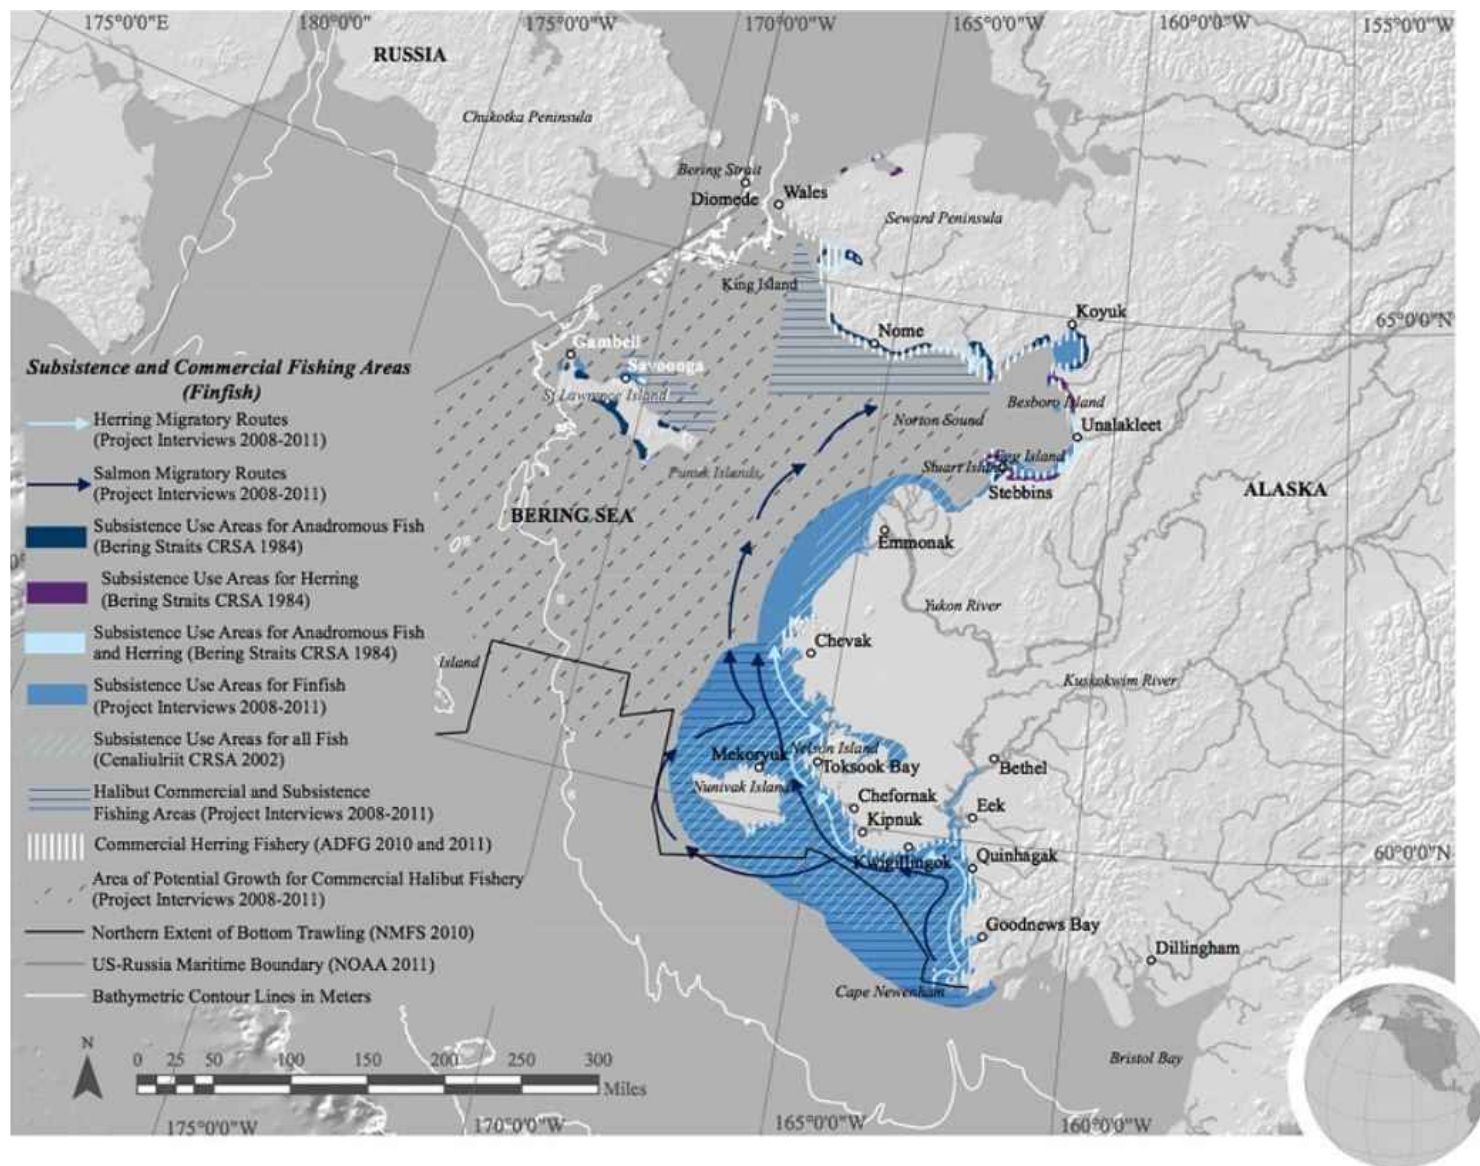 175°0'0"E
180°0'0"
175°0'0"W
170°0'0"W
165°0'0"W
160°0'0"W
155°0'0"W
RUSSIA
Chukotka Peninsula
Bering Strait
Diomede
Wales
Seward Peninsula
King Island
Nome
Koyuk
65°0'0"N
Gambell
Savoonga
St Lawrence Island
Besboro Island
Norton Sound
Unalakleet
Egg Island
Stuart Island
Punuk Islands
Stebbins
ALASKA
BERING SEA
Emmonak
Yukon River
Chevak
Island
Kuskokwim River
Mekoryuk
Nelson Island
Toksook Bay
Bethel
Nunivak Island
Chefornak
Eek
Kipnuk
Kwigillingok
Quinhagak
60°0'0"N
Goodnews Bay
Dillingham
Cape Newenham
Bristol Bay
Subsistence and Commercial Fishing Areas
(Finfish)
Herring Migratory Routes
(Project Interviews 2008-2011)
Salmon Migratory Routes
(Project Interviews 2008-2011)
Subsistence Use Areas for Anadromous Fish
(Bering Straits CRSA 1984)
Subsistence Use Areas for Herring
(Bering Straits CRSA 1984)
Subsistence Use Areas for Anadromous Fish
and Herring (Bering Straits CRSA 1984)
Subsistence Use Areas for Finfish
(Project Interviews 2008-2011)
Subsistence Use Areas for all Fish
(Cenaliulriit CRSA 2002)
Halibut Commercial and Subsistence
Fishing Areas (Project Interviews 2008-2011)
Commercial Herring Fishery (ADFG 2010 and 2011)
Area of Potential Growth for Commercial Halibut Fishery
(Project Interviews 2008-2011)
Northern Extent of Bottom Trawling (NMFS 2010)
US-Russia Maritime Boundary (NOAA 2011)
Bathymetric Contour Lines in Meters
N
0 25 50 100 150 200 250 300
Miles
175°0'0"W
170°0'0"W
165°0'0"W
160°0'0"W